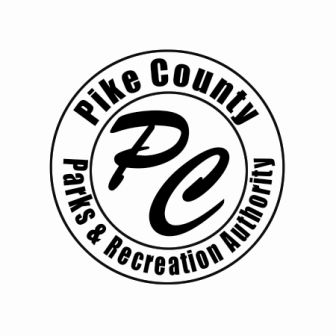 Pike County
PC
Parks & Recreation Authority